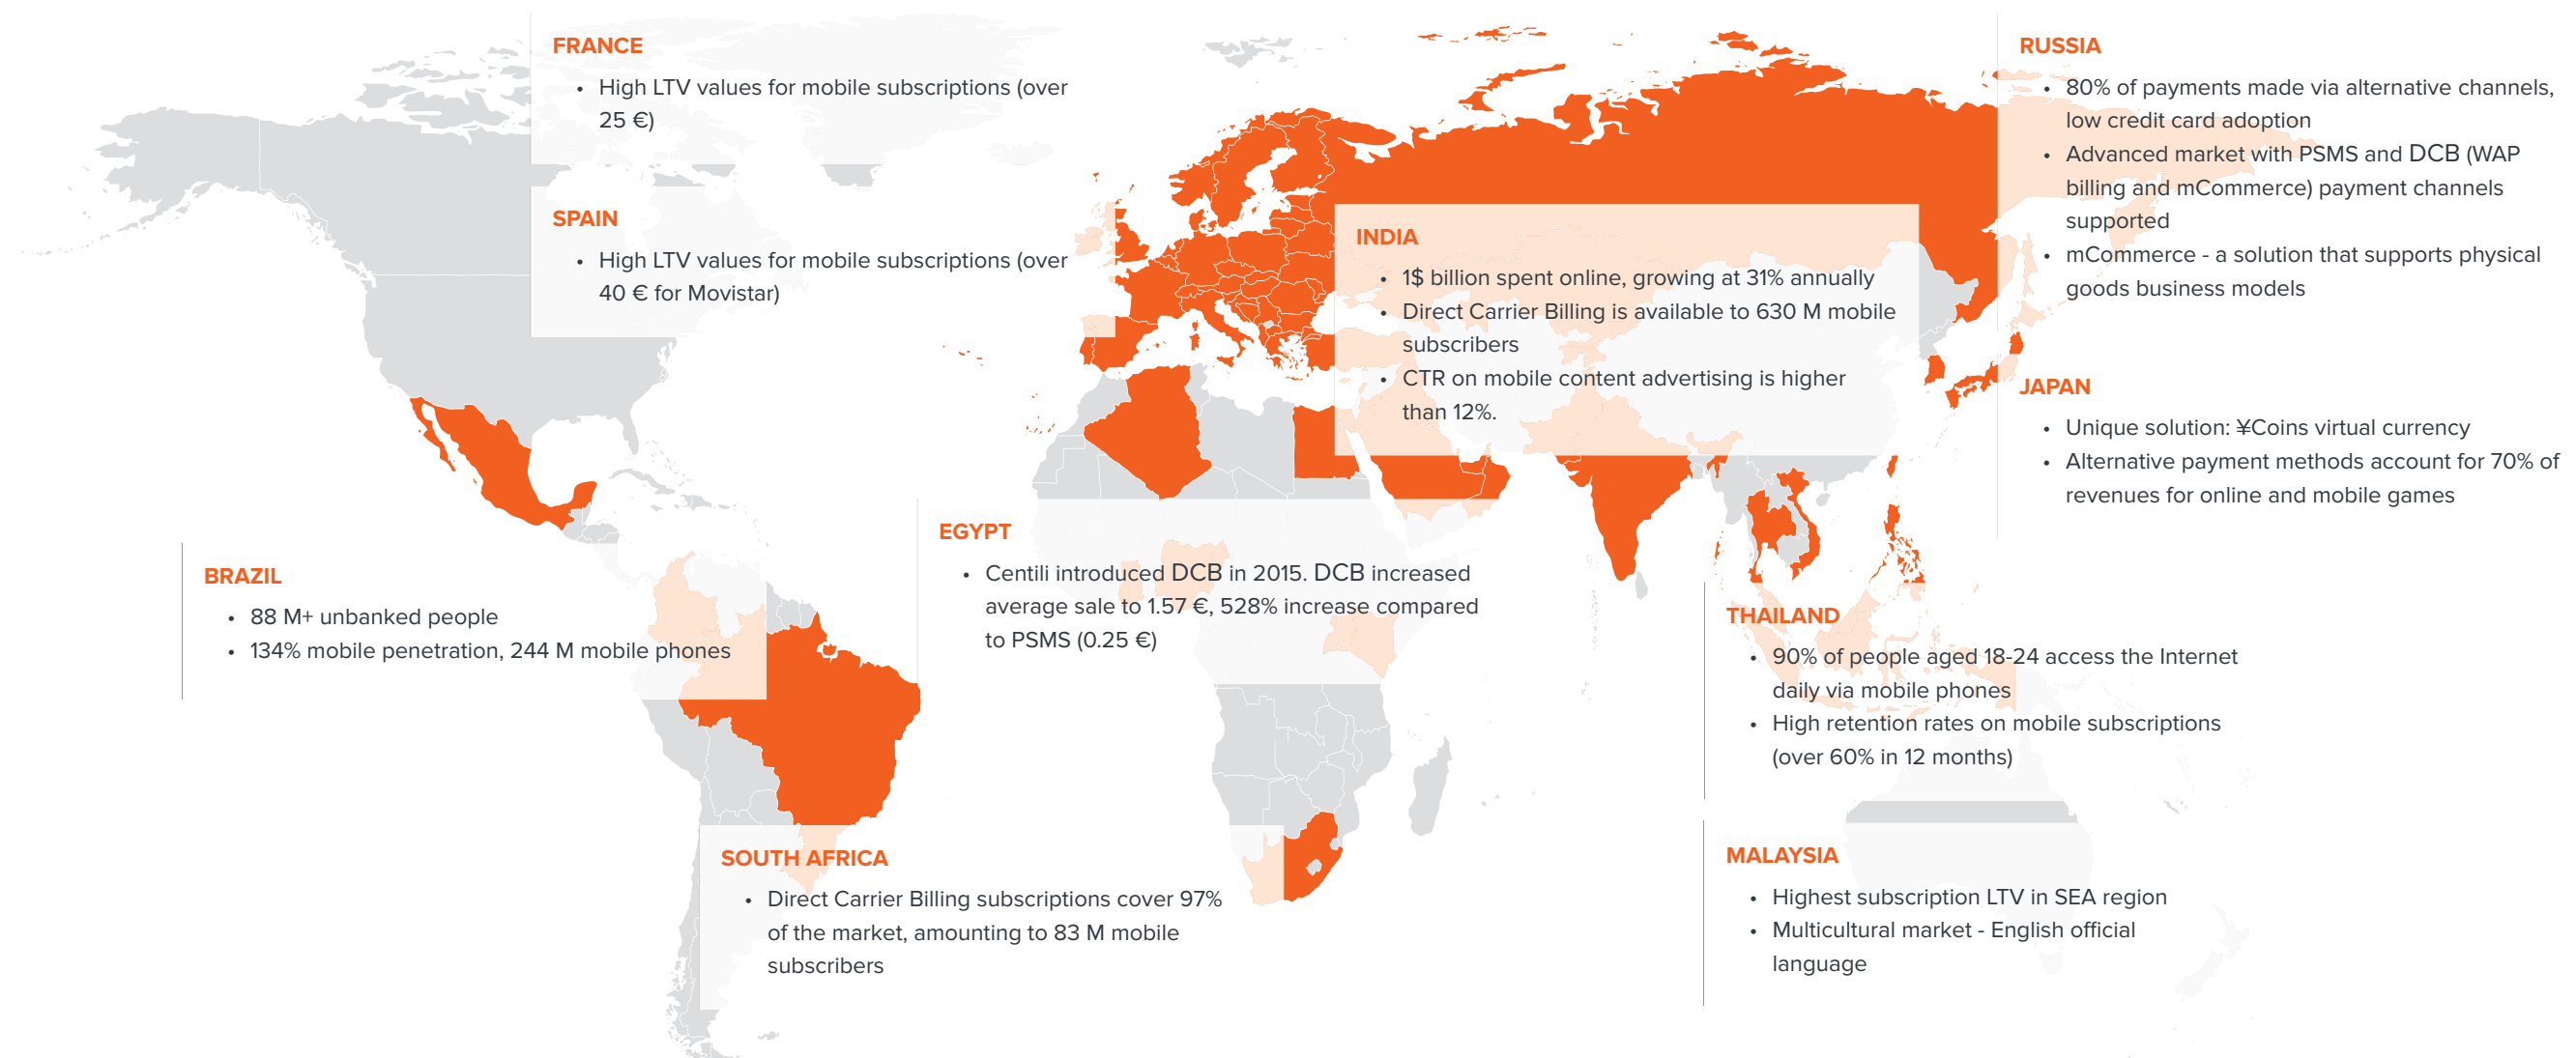 FRANCE
• High LTV values for mobile subscriptions (over
25 €)
SPAIN
• High LTV values for mobile subscriptions (over
40 € for Movistar)
RUSSIA
• 80% of payments made via alternative channels,
low credit card adoption
• Advanced market with PSMS and DCB (WAP
billing and mCommerce) payment channels
supported
• mCommerce - a solution that supports physical
goods business models
INDIA
• 1$ billion spent online, growing at 31% annually
• Direct Carrier Billing is available to 630 M mobile
subscribers
• CTR on mobile content advertising is higher
than 12%.
JAPAN
• Unique solution: ¥Coins virtual currency
• Alternative payment methods account for 70% of
revenues for online and mobile games
EGYPT
• Centili introduced DCB in 2015. DCB increased
average sale to 1.57 €, 528% increase compared
to PSMS (0.25 €)
BRAZIL
• 88 M+ unbanked people
• 134% mobile penetration, 244 M mobile phones
THAILAND
• 90% of people aged 18-24 access the Internet
daily via mobile phones
• High retention rates on mobile subscriptions
(over 60% in 12 months)
SOUTH AFRICA
• Direct Carrier Billing subscriptions cover 97%
of the market, amounting to 83 M mobile
subscribers
MALAYSIA
• Highest subscription LTV in SEA region
• Multicultural market - English official
language